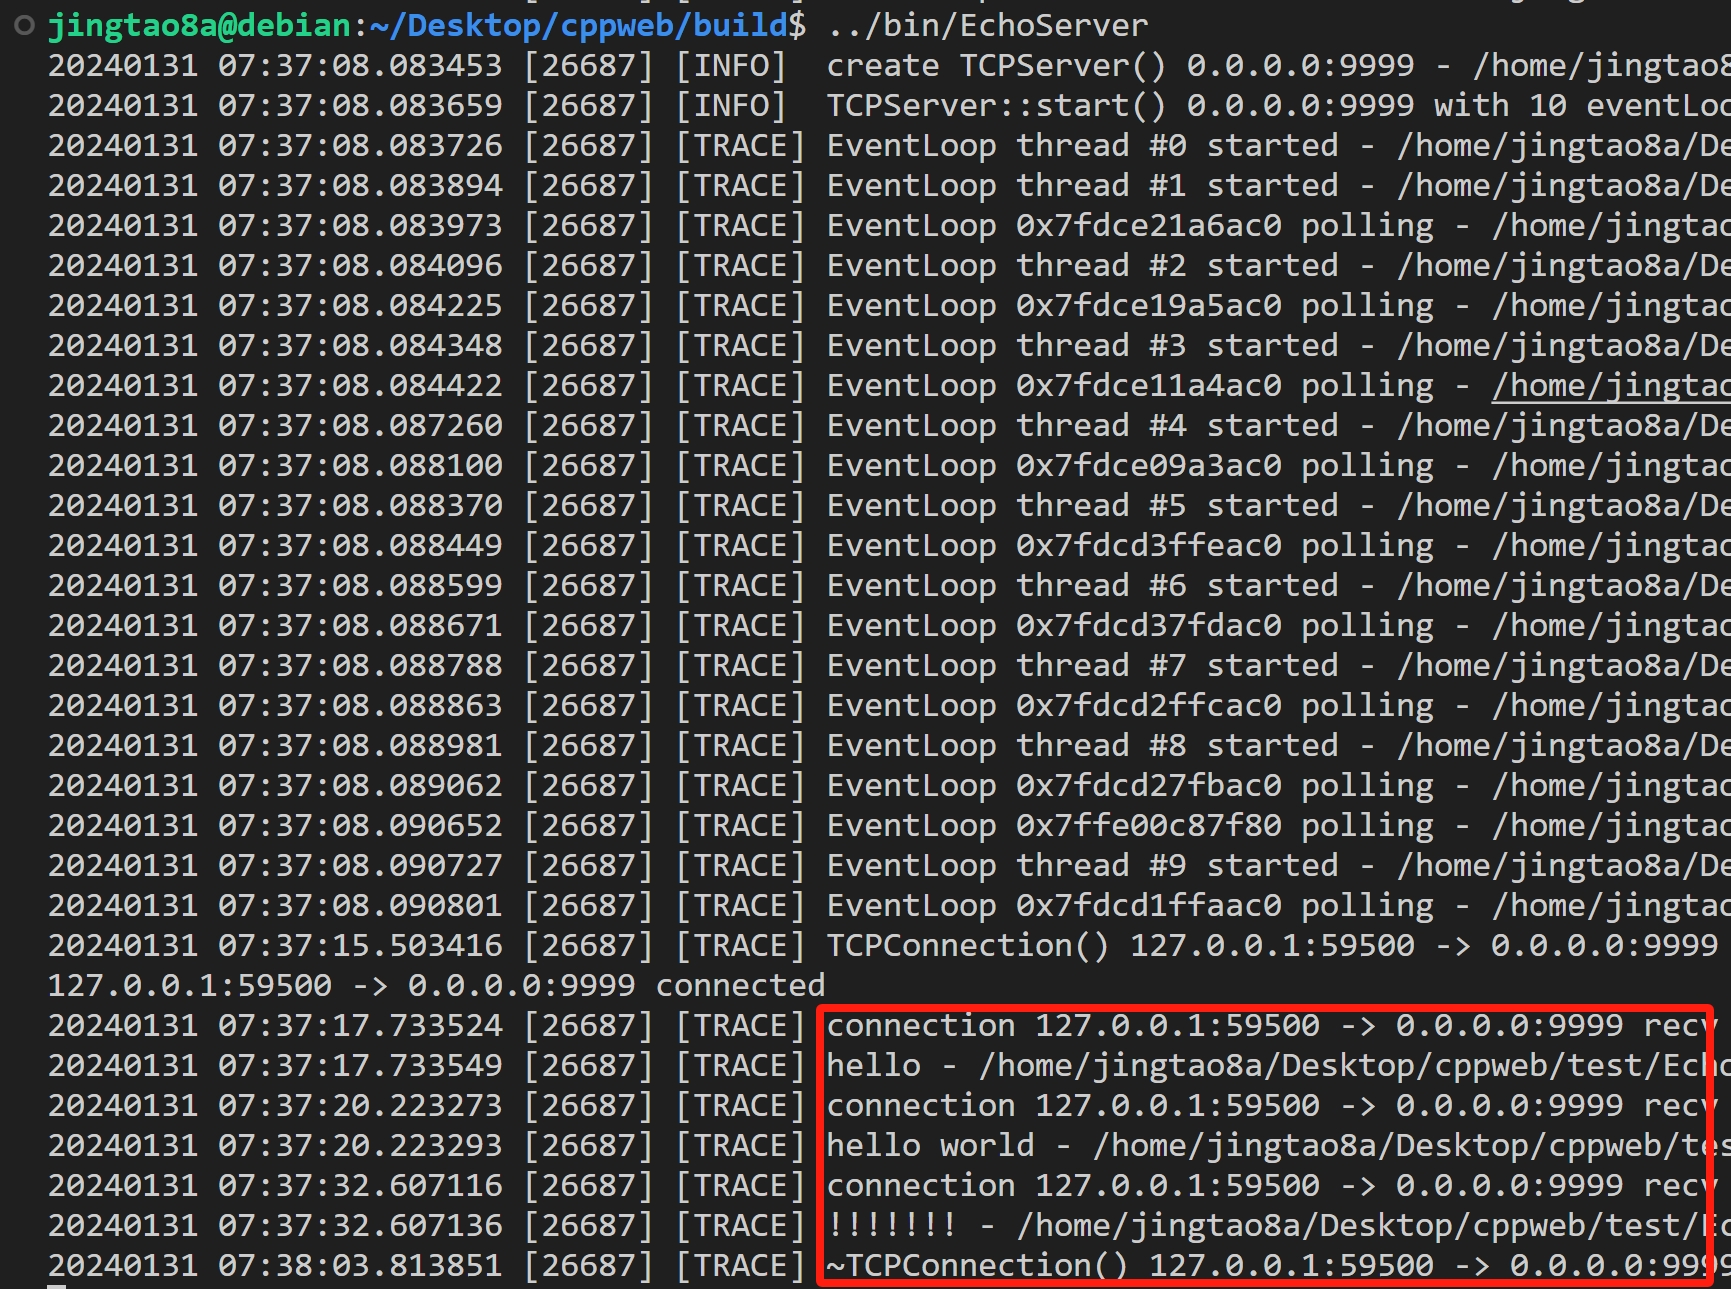 jingtao8a@debian:~/Desktop/cppweb/build$ ../bin/EchoServer
20240131 07:37:08.083453 [26687] [INFO]  create TCPServer() 0.0.0.0:9999 - /home/jingtao8
20240131 07:37:08.083659 [26687] [INFO]  TCPServer::start() 0.0.0.0:9999 with 10 eventLoo
20240131 07:37:08.083726 [26687] [TRACE] EventLoop thread #0 started - /home/jingtao8a/De
20240131 07:37:08.083894 [26687] [TRACE] EventLoop thread #1 started - /home/jingtao8a/De
20240131 07:37:08.083973 [26687] [TRACE] EventLoop 0x7fdce21a6ac0 polling - /home/jingtao
20240131 07:37:08.084096 [26687] [TRACE] EventLoop thread #2 started - /home/jingtao8a/De
20240131 07:37:08.084225 [26687] [TRACE] EventLoop 0x7fdce19a5ac0 polling - /home/jingtao
20240131 07:37:08.084348 [26687] [TRACE] EventLoop thread #3 started - /home/jingtao8a/De
20240131 07:37:08.084422 [26687] [TRACE] EventLoop 0x7fdce11a4ac0 polling - /home/jingtao
20240131 07:37:08.087260 [26687] [TRACE] EventLoop thread #4 started - /home/jingtao8a/De
20240131 07:37:08.088100 [26687] [TRACE] EventLoop 0x7fdce09a3ac0 polling - /home/jingtao
20240131 07:37:08.088370 [26687] [TRACE] EventLoop thread #5 started - /home/jingtao8a/De
20240131 07:37:08.088449 [26687] [TRACE] EventLoop 0x7fdcd3ffeac0 polling - /home/jingtao
20240131 07:37:08.088599 [26687] [TRACE] EventLoop thread #6 started - /home/jingtao8a/De
20240131 07:37:08.088671 [26687] [TRACE] EventLoop 0x7fdcd37fdac0 polling - /home/jingtao
20240131 07:37:08.088788 [26687] [TRACE] EventLoop thread #7 started - /home/jingtao8a/De
20240131 07:37:08.088863 [26687] [TRACE] EventLoop 0x7fdcd2ffcac0 polling - /home/jingtao
20240131 07:37:08.088981 [26687] [TRACE] EventLoop thread #8 started - /home/jingtao8a/De
20240131 07:37:08.089062 [26687] [TRACE] EventLoop 0x7fdcd27fbac0 polling - /home/jingtao
20240131 07:37:08.090652 [26687] [TRACE] EventLoop 0x7ffe00c87f80 polling - /home/jingtao
20240131 07:37:08.090727 [26687] [TRACE] EventLoop thread #9 started - /home/jingtao8a/De
20240131 07:37:08.090801 [26687] [TRACE] EventLoop 0x7fdcd1ffaac0 polling - /home/jingtao
20240131 07:37:15.503416 [26687] [TRACE] TCPConnection() 127.0.0.1:59500 -> 0.0.0.0:9999
127.0.0.1:59500 -> 0.0.0.0:9999 connected
20240131 07:37:17.733524 [26687] [TRACE] connection 127.0.0.1:59500 -> 0.0.0.0:9999 recv
20240131 07:37:17.733549 [26687] [TRACE] hello - /home/jingtao8a/Desktop/cppweb/test/Echo
20240131 07:37:20.223273 [26687] [TRACE] connection 127.0.0.1:59500 -> 0.0.0.0:9999 recv
20240131 07:37:20.223293 [26687] [TRACE] hello world - /home/jingtao8a/Desktop/cppweb/tes
20240131 07:37:32.607116 [26687] [TRACE] connection 127.0.0.1:59500 -> 0.0.0.0:9999 recv
20240131 07:37:32.607136 [26687] [TRACE] !!!!!!! - /home/jingtao8a/Desktop/cppweb/test/Ec
20240131 07:38:03.813851 [26687] [TRACE] ~TCPConnection() 127.0.0.1:59500 -> 0.0.0.0:9999